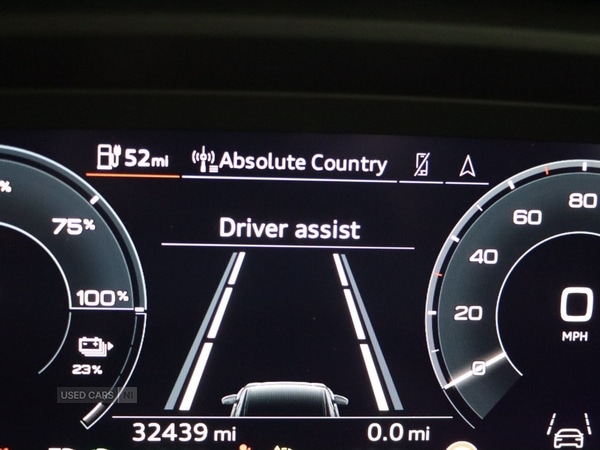 52mi Absolute Country
Driver assist
75%
100%
23%
80
60
40
20
0
0
MPH
32439 mi 0.0 mi
USED CARS NI